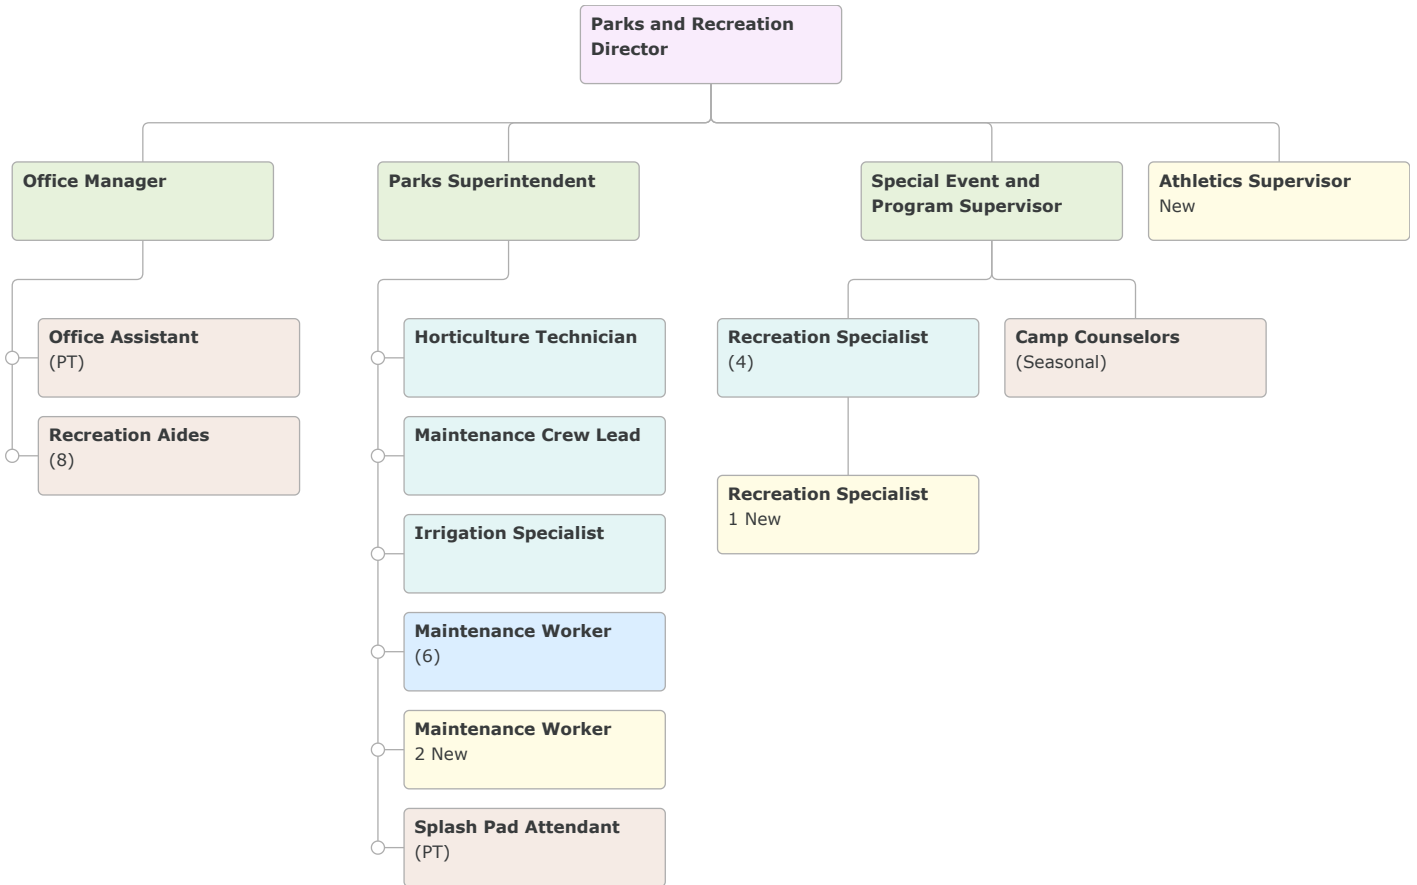 Parks and Recreation
Director
Office Manager
Parks Superintendent
Special Event and
Program Supervisor
Athletics Supervisor
New
Office Assistant
(PT)
Recreation Aides
(8)
Horticulture Technician
Maintenance Crew Lead
Irrigation Specialist
Maintenance Worker
(6)
Maintenance Worker
2 New
Splash Pad Attendant
(PT)
Recreation Specialist
(4)
Recreation Specialist
1 New
Camp Counselors
(Seasonal)